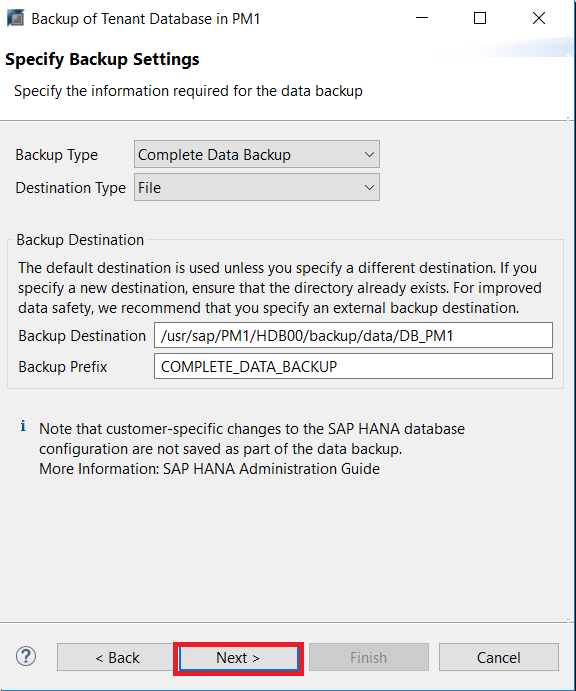 Backup of Tenant Database in PM1
Specify Backup Settings
Specify the information required for the data backup
Backup Type Complete Data Backup
Destination Type File
Backup Destination
The default destination is used unless you specify a different destination. If you
specify a new destination, ensure that the directory already exists. For improved
data safety, we recommend that you specify an external backup destination.
Backup Destination /usr/sap/PM1/HDB00/backup/data/DB_PM1
Backup Prefix COMPLETE_DATA_BACKUP
i Note that customer-specific changes to the SAP HANA database
configuration are not saved as part of the data backup.
More Information: SAP HANA Administration Guide
? < Back Next > Finish Cancel